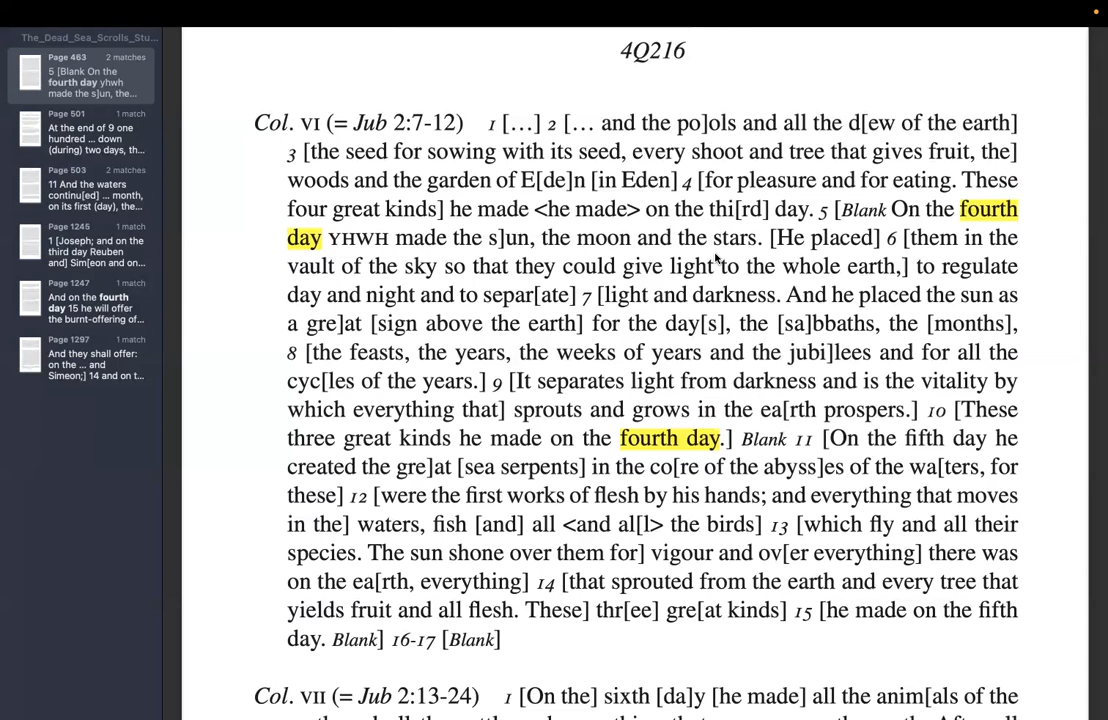 The_Dead_Sea_Scrolls_Stu...
Page 463 2 matches
5 [Blank On the
fourth day yhwh
made the s]un, the...
Page 501 1 match
At the end of 9 one
hundred ... down
(during) two days, th...
Page 503 2 matches
11 And the waters
continu[ed] ... month,
on its first (day), the...
Page 1245 1 match
1 [Joseph; and on the
third day Reuben
and] Sim[eon and on...
Page 1247 1 match
And on the fourth
day 15 he will offer
the burnt-offering of...
Page 1297 1 match
And they shall offer:
on the ... and
Simeon;] 14 and on t...
4Q216
Col. VI (= Jub 2:7-12) 1 [...] 2 [... and the po]ols and all the d[ew of the earth]
3 [the seed for sowing with its seed, every shoot and tree that gives fruit, the]
woods and the garden of E[de]n [in Eden] 4 [for pleasure and for eating. These
four great kinds] he made <he made> on the thi[rd] day. 5 [Blank On the fourth
day YHWH made the s]un, the moon and the stars. [He placed] 6 [them in the
vault of the sky so that they could give light to the whole earth,] to regulate
day and night and to separ[ate] 7 [light and darkness. And he placed the sun as
a gre]at [sign above the earth] for the day[s], the [sa]bbaths, the [months],
8 [the feasts, the years, the weeks of years and the jubi]lees and for all the
cyc[les of the years.] 9 [It separates light from darkness and is the vitality by
which everything that] sprouts and grows in the ea[rth prospers.] 10 [These
three great kinds he made on the fourth day.] Blank 11 [On the fifth day he
created the gre]at [sea serpents] in the co[re of the abyss]es of the wa[ters, for
these] 12 [were the first works of flesh by his hands; and everything that moves
in the] waters, fish [and] all <and al[l> the birds] 13 [which fly and all their
species. The sun shone over them for] vigour and ov[er everything] there was
on the ea[rth, everything] 14 [that sprouted from the earth and every tree that
yields fruit and all flesh. These] thr[ee] gre[at kinds] 15 [he made on the fifth
day. Blank] 16-17 [Blank]
Col. VII (= Jub 2:13-24) 1 [On the] sixth [da]y [he made] all the anim[als of the